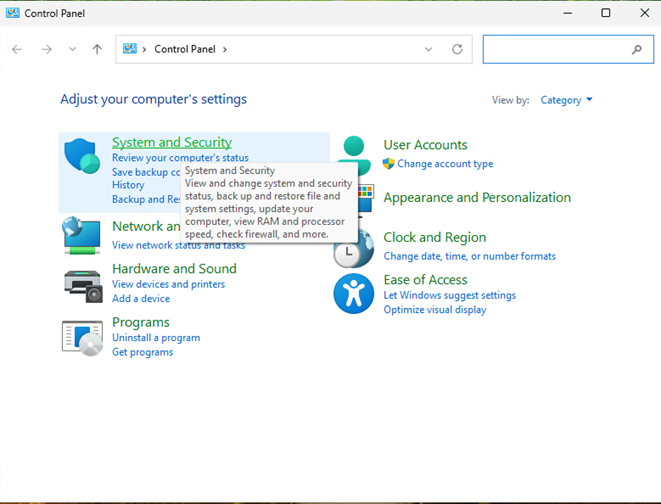 Control Panel
Control Panel
Adjust your computer's settings
View by: Category
System and Security
Review your computer's status
Save backup co
History
Backup and Res
System and Security
View and change system and security
status, back up and restore file and
system settings, update your
computer, view RAM and processor
speed, check firewall, and more.
Network an
View network status and tasks
Hardware and Sound
View devices and printers
Add a device
Programs
Uninstall a program
Get programs
User Accounts
Change account type
Appearance and Personalization
Clock and Region
Change date, time, or number formats
Ease of Access
Let Windows suggest settings
Optimize visual display